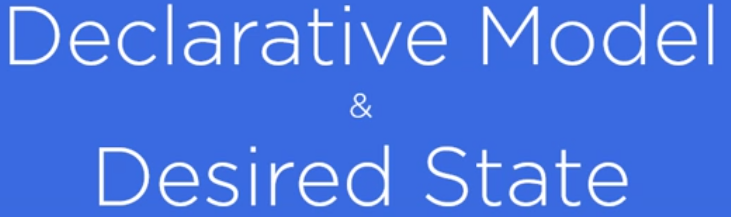 Declarative Model
&
Desired State